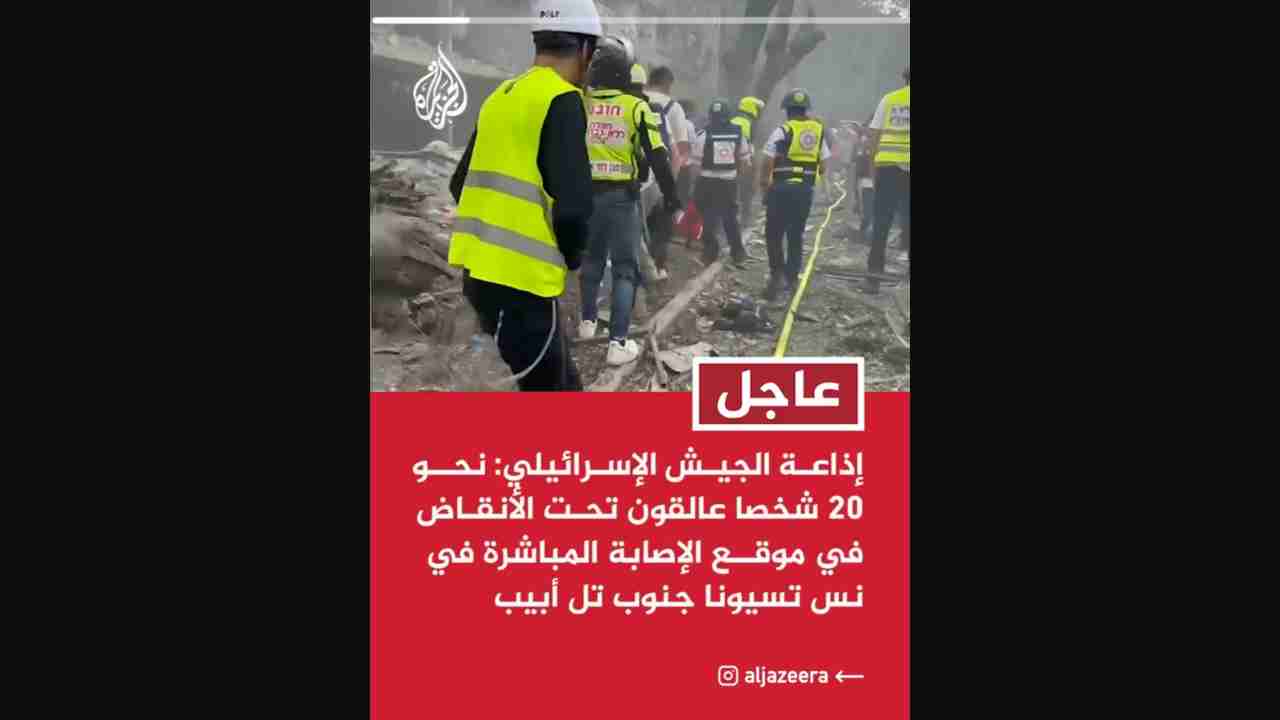 عاجل
إذاعة الجيش الإسرائيلي: نحو
20 شخصا عالقون تحت الأنقاض
في موقع الإصابة المباشرة في
نس تسيونا جنوب تل أبيب
aljazeera